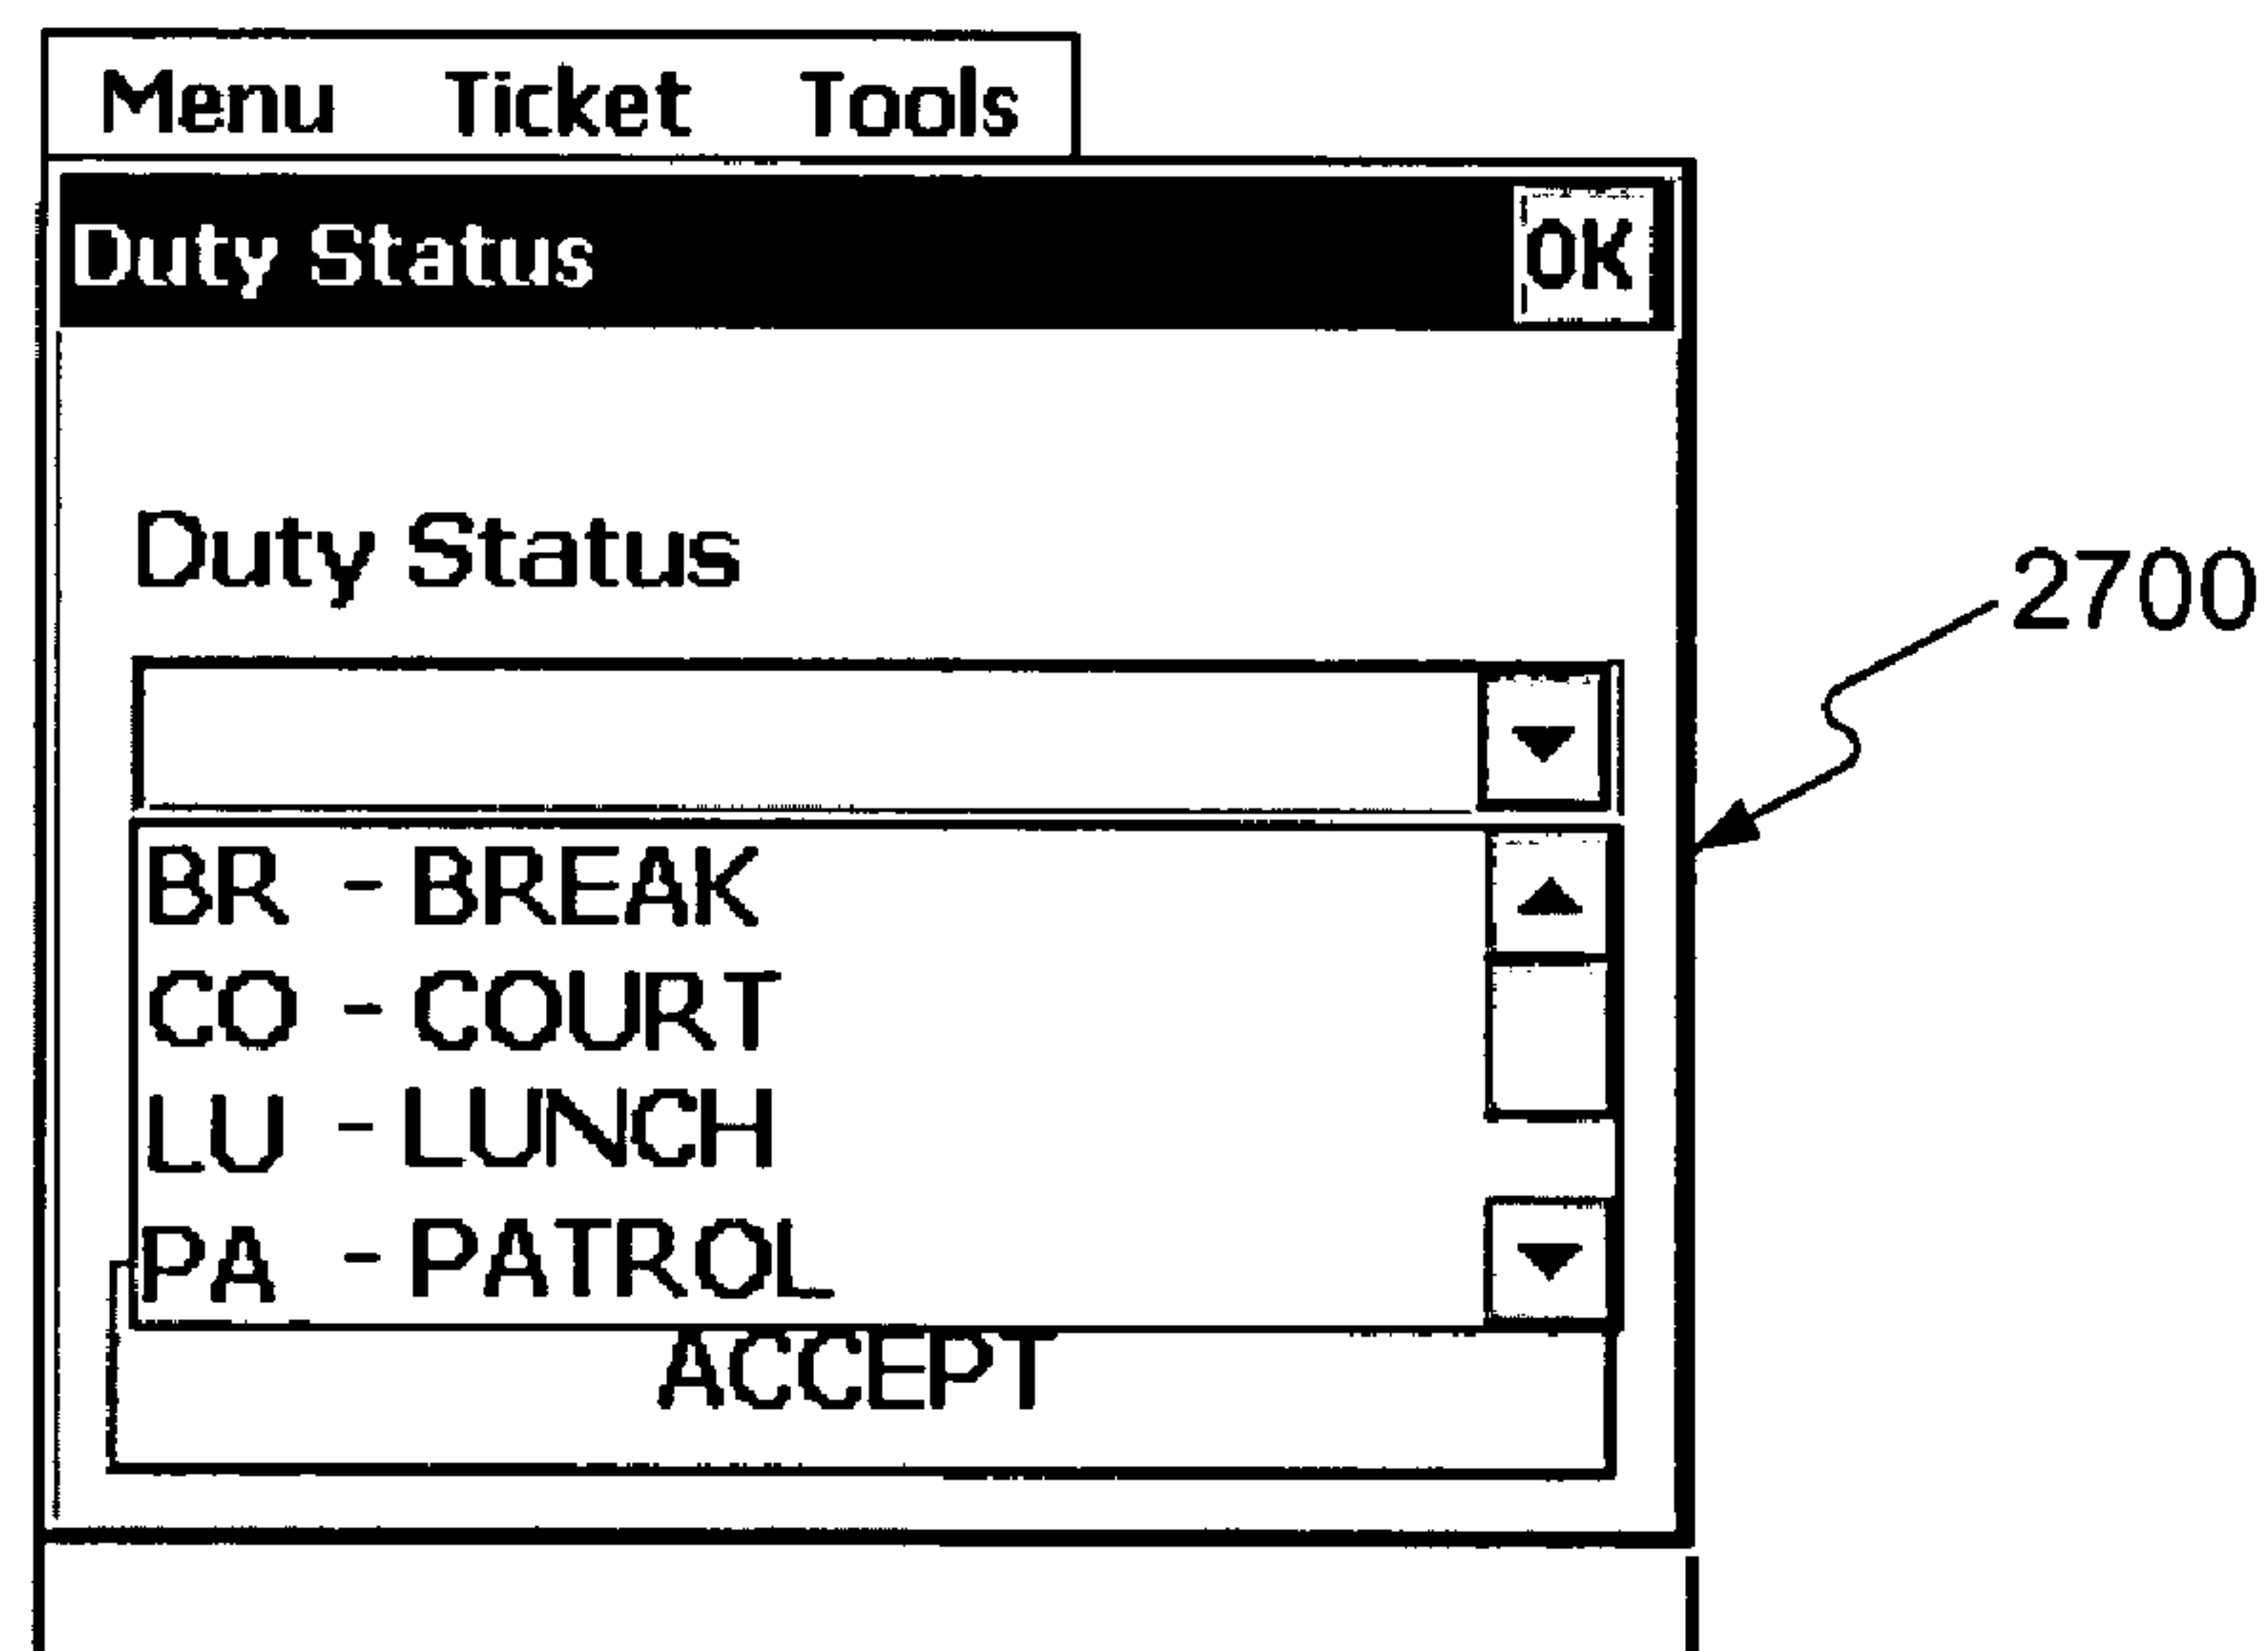 Menu Ticket Tools
Duty Status OK
Duty Status
2700
BR - BREAK
CO - COURT
LU - LUNCH
PA - PATROL
ACCEPT